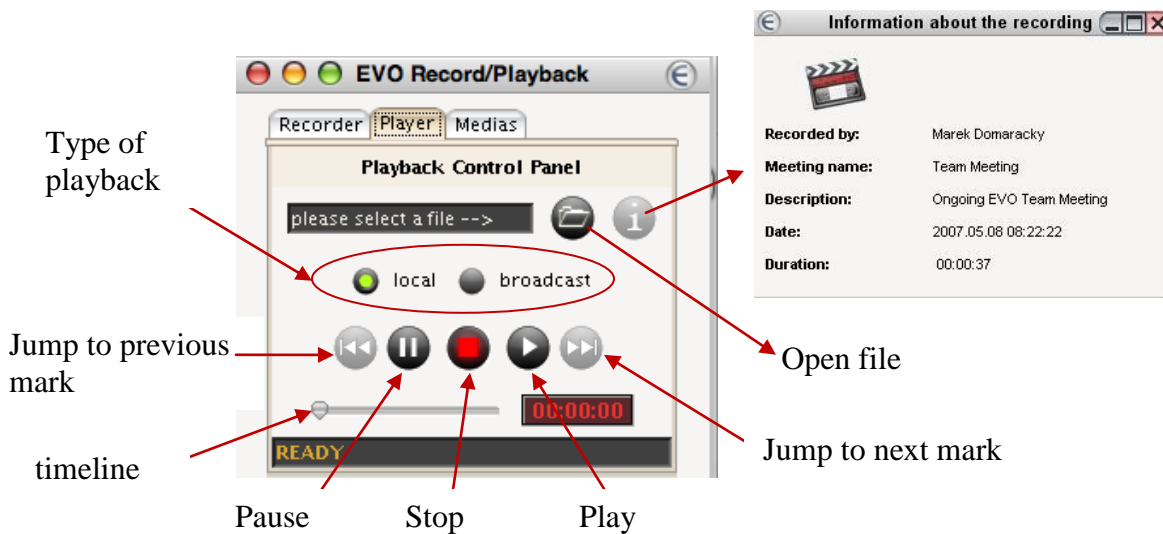 Information about the recording
EVO Record/Playback
Recorder Player Medias
Playback Control Panel
please select a file -->
local broadcast
00:00:00
READY
Recorded by: Marek Domaracky
Meeting name: Team Meeting
Description: Ongoing EVO Team Meeting
Date: 2007.05.08 08:22:22
Duration: 00:00:37
Type of
playback
Jump to previous
mark
timeline
Pause Stop Play
Open file
Jump to next mark